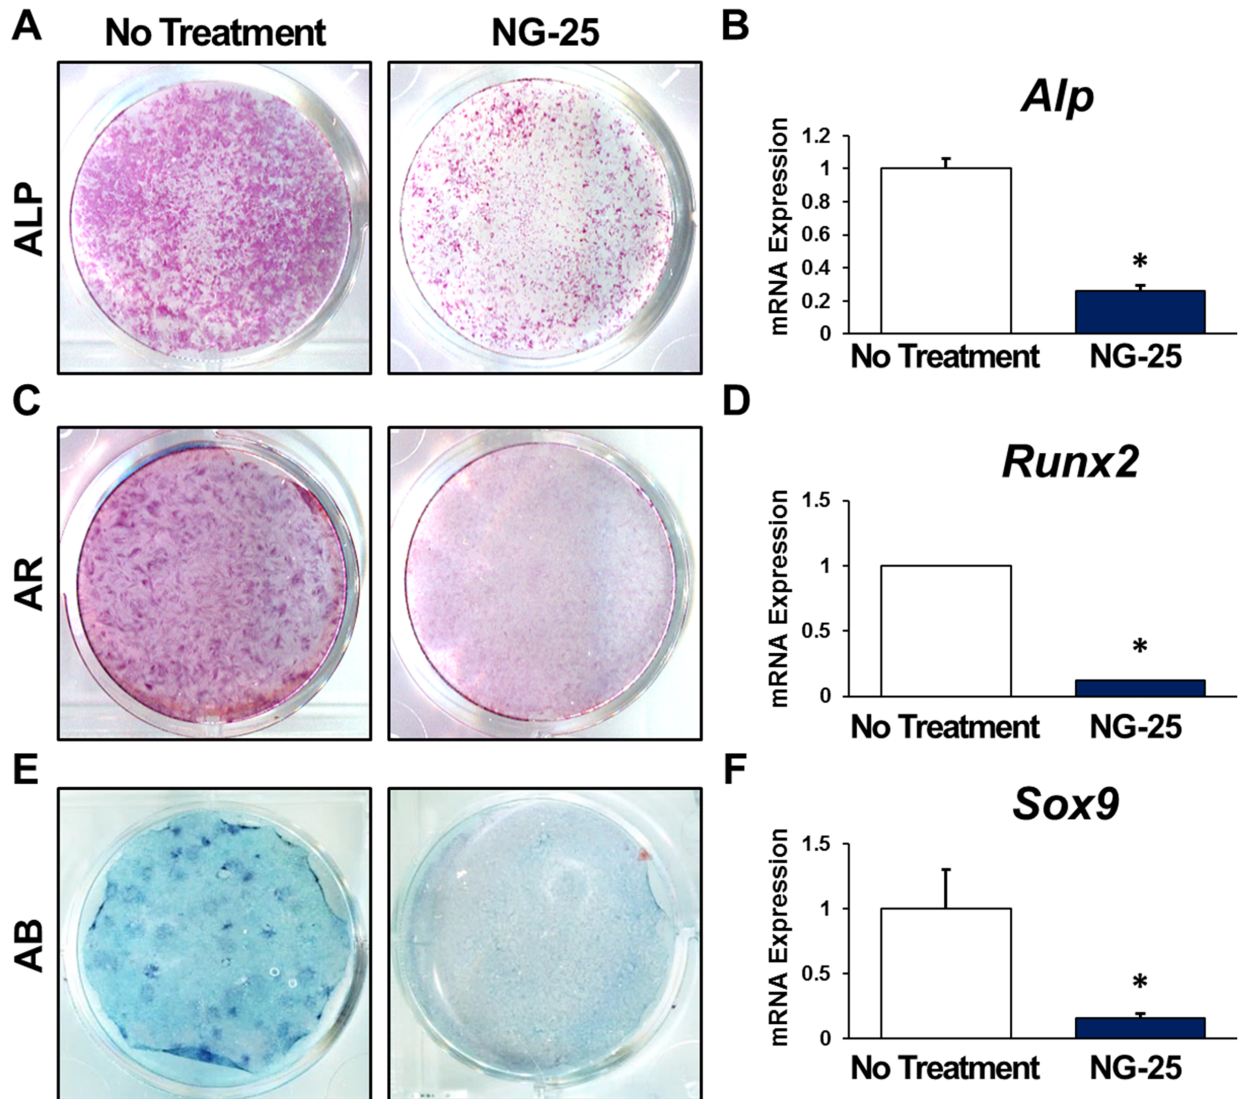 A
No Treatment
NG-25
B
ALP
Alp
mRNA Expression
1.2
1
0.8
0.6
0.4
0.2
0
*
No Treatment
NG-25
C
D
AR
Runx2
mRNA Expression
1.5
1
0.5
0
*
No Treatment
NG-25
E
F
AB
Sox9
mRNA Expression
1.5
1
0.5
0
*
No Treatment
NG-25